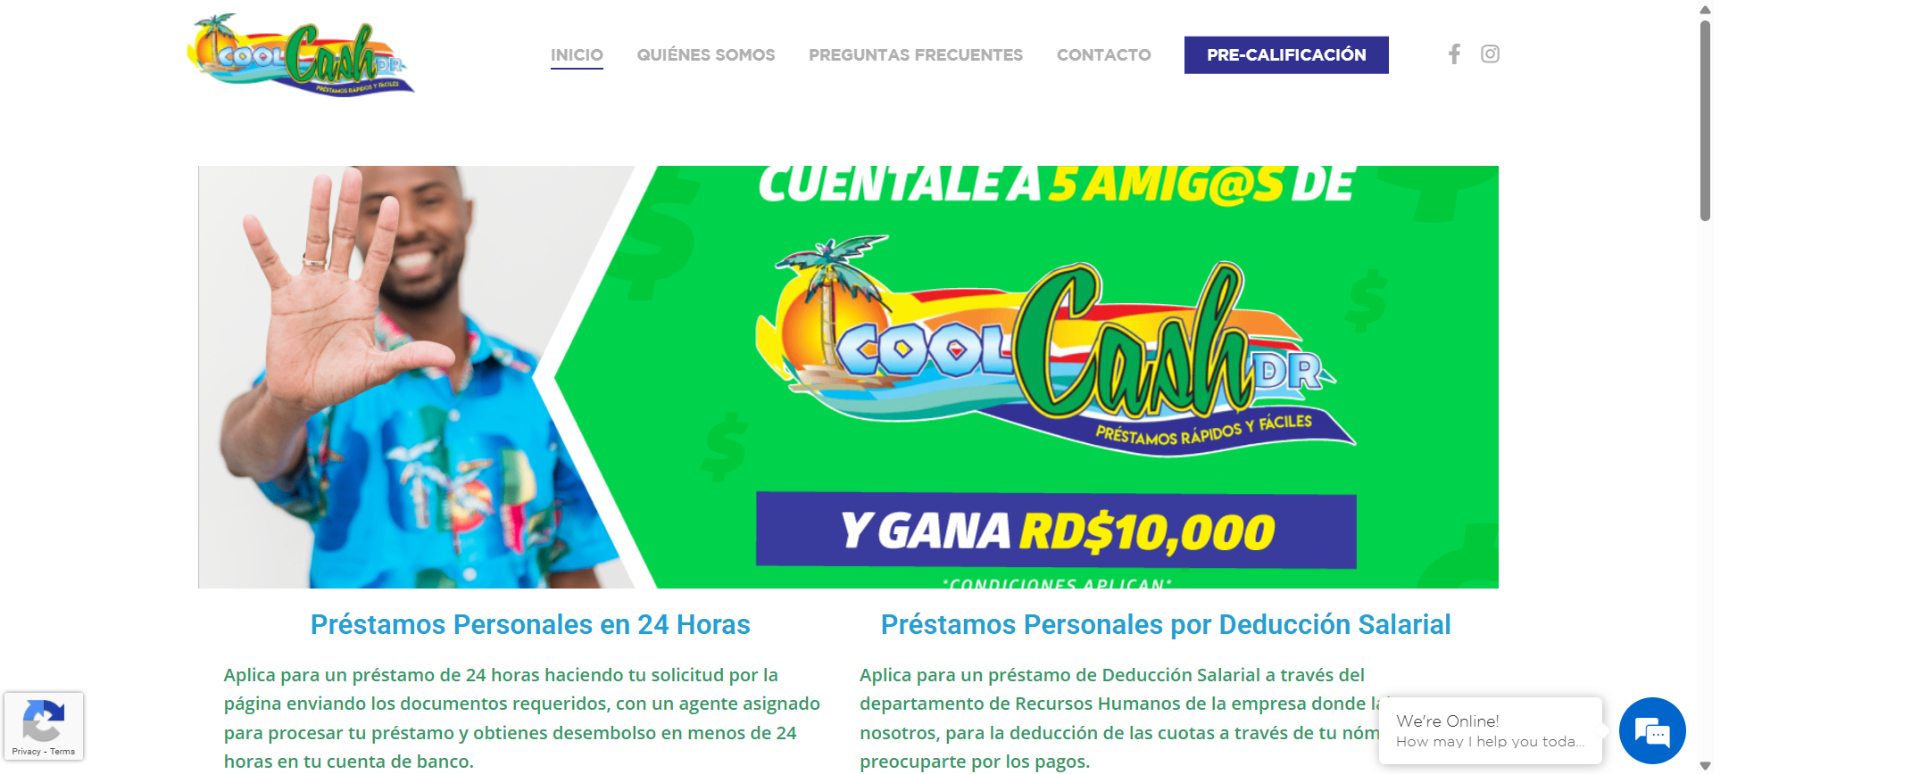 COOL Cash DR
PRÉSTAMOS RÁPIDOS Y FÁCILES
INICIO
QUIÉNES SOMOS
PREGUNTAS FRECUENTES
CONTACTO
PRE-CALIFICACIÓN
CUENTALE A 5 AMIG@S DE
COOL Cash DR
PRÉSTAMOS RÁPIDOS Y FÁCILES
Y GANA RD$10,000
*CONDICIONES APLICAN*
Préstamos Personales en 24 Horas
Aplica para un préstamo de 24 horas haciendo tu solicitud por la
página enviando los documentos requeridos, con un agente asignado
para procesar tu préstamo y obtienes desembolso en menos de 24
horas en tu cuenta de banco.
Préstamos Personales por Deducción Salarial
Aplica para un préstamo de Deducción Salarial a través del
departamento de Recursos Humanos de la empresa donde
nosotros, para la deducción de las cuotas a través de tu
preocuparte por los pagos.
Privacy - Terms
We're Online!
How may I help you toda...